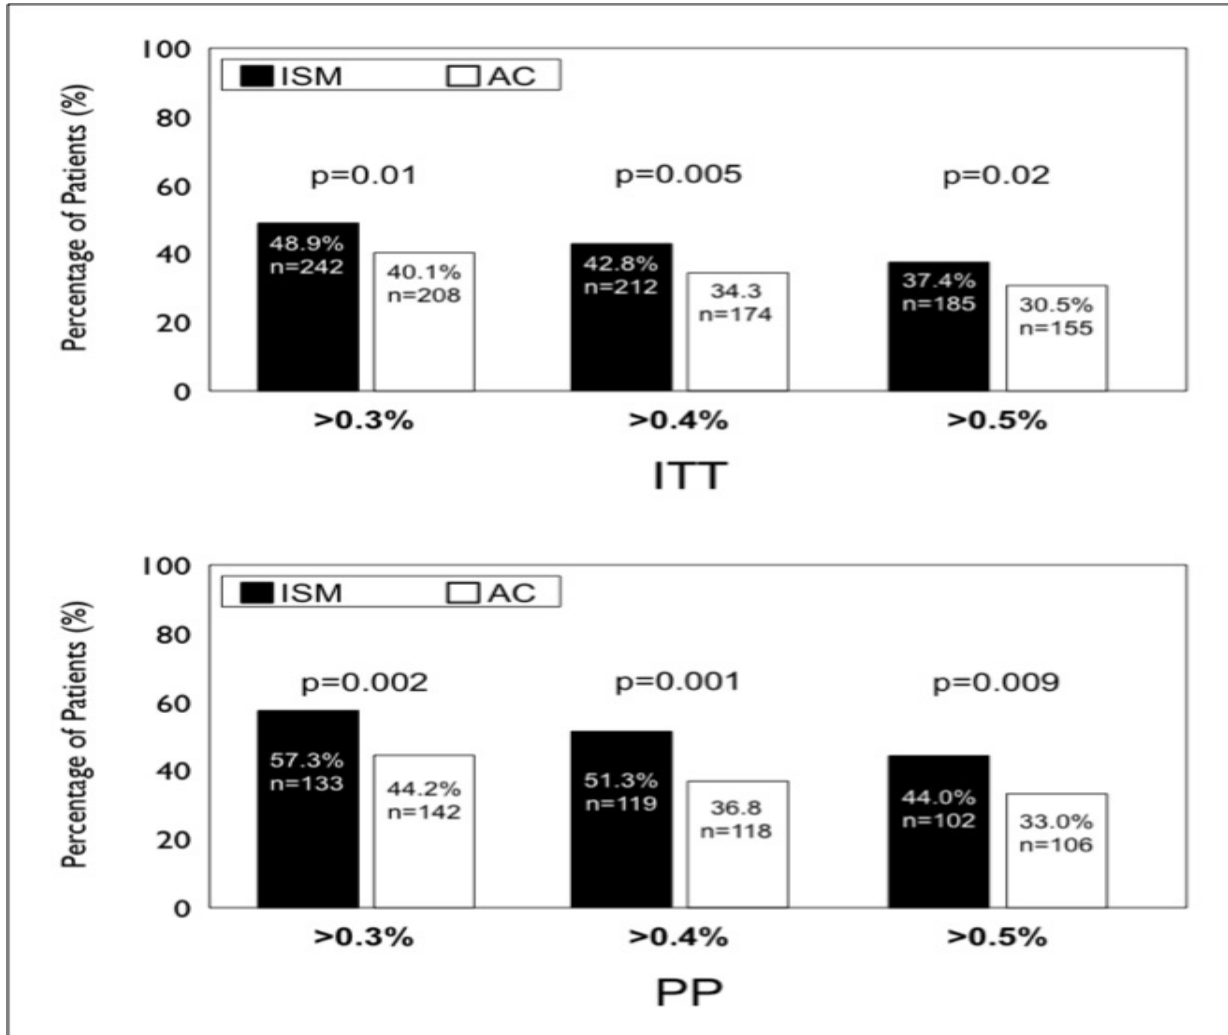 Percentage of Patients (%)
100
80
60
40
20
0
ISM AC
p=0.01 p=0.005 p=0.02
48.9%
n=242
40.1%
n=208
42.8%
n=212
34.3
n=174
37.4%
n=185
30.5%
n=155
>0.3% >0.4% >0.5%
ITT
Percentage of Patients (%)
100
80
60
40
20
0
ISM AC
p=0.002 p=0.001 p=0.009
57.3%
n=133
44.2%
n=142
51.3%
n=119
36.8
n=118
44.0%
n=102
33.0%
n=106
>0.3% >0.4% >0.5%
PP